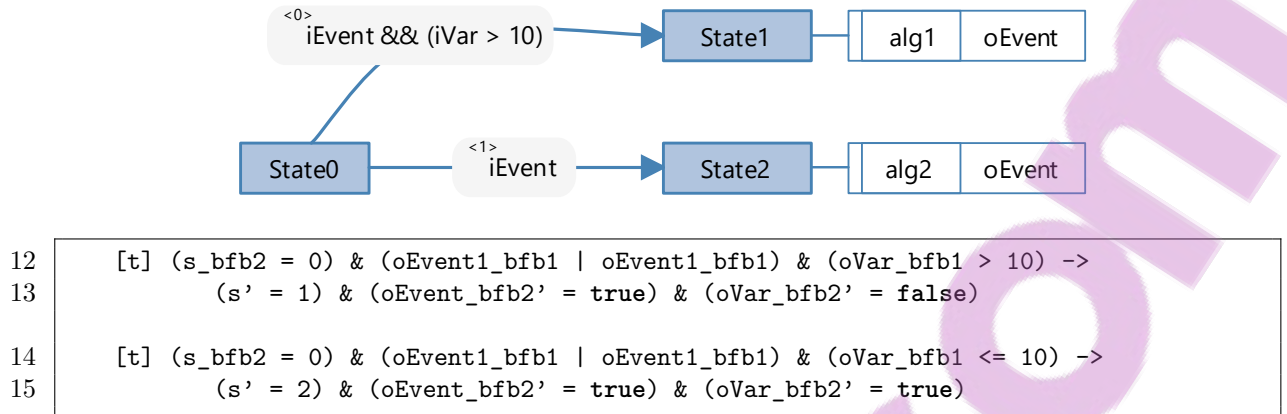 <0>
iEvent && (iVar > 10)
State1
alg1
oEvent
State0
<1>
iEvent
State2
alg2
oEvent
12 [t] (s_bfb2 = 0) & (oEvent1_bfb1 | oEvent1_bfb1) & (oVar_bfb1 > 10) ->
13 (s' = 1) & (oEvent_bfb2' = true) & (oVar_bfb2' = false)
14 [t] (s_bfb2 = 0) & (oEvent1_bfb1 | oEvent1_bfb1) & (oVar_bfb1 <= 10) ->
15 (s' = 2) & (oEvent_bfb2' = true) & (oVar_bfb2' = true)
om